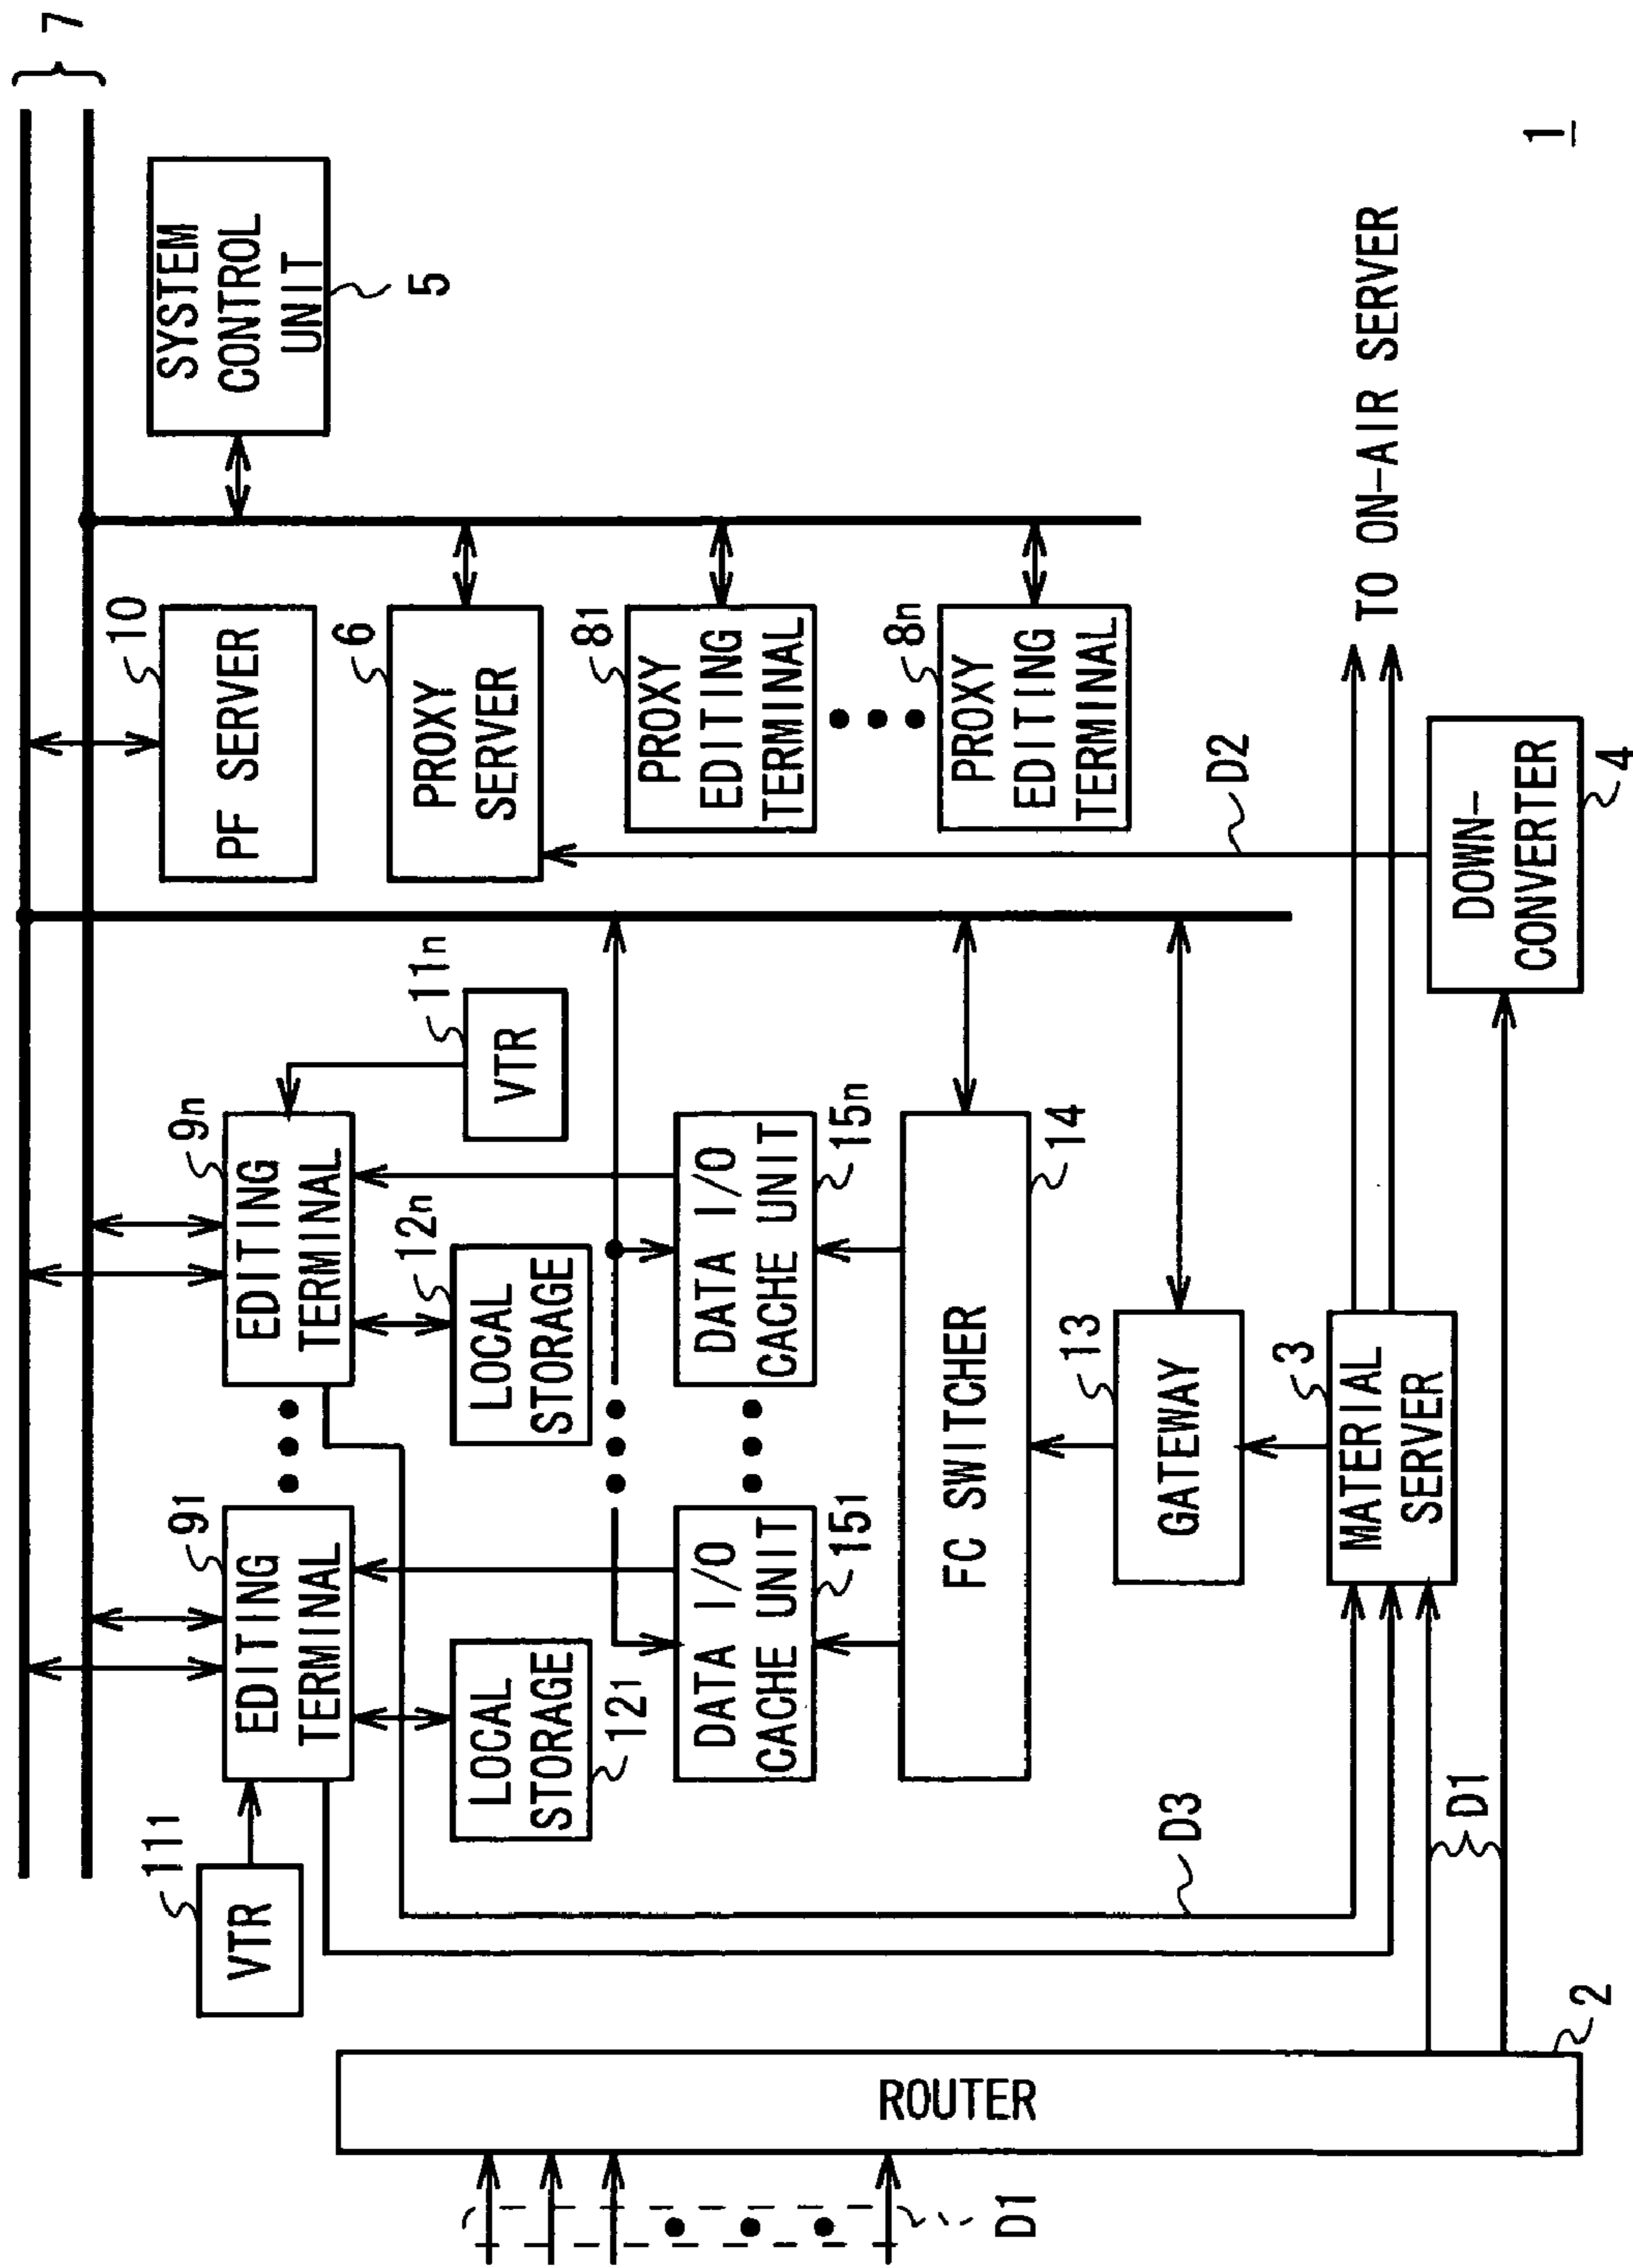 7
SYSTEM
CONTROL
UNIT
5
10
PF SERVER
6
PROXY
SERVER
81
PROXY
EDITING
TERMINAL
8n
PROXY
EDITING
TERMINAL
1
TO ON-AIR SERVER
D2
DOWN-
CONVERTER
4
11n
VTR
9n
EDITING
TERMINAL
12n
LOCAL
STORAGE
DATA I/O
CACHE UNIT
15n
FC SWITCHER
14
13
GATEWAY
3
MATERIAL
SERVER
91
EDITING
TERMINAL
LOCAL
STORAGE
121
DATA I/O
CACHE UNIT
151
111
VTR
D3
D1
ROUTER
2
D1